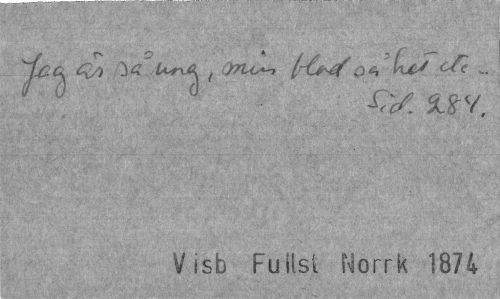 Jag är så ung, min blod så het etc..
Sid. 284.
Visb Fullst Norrk 1874